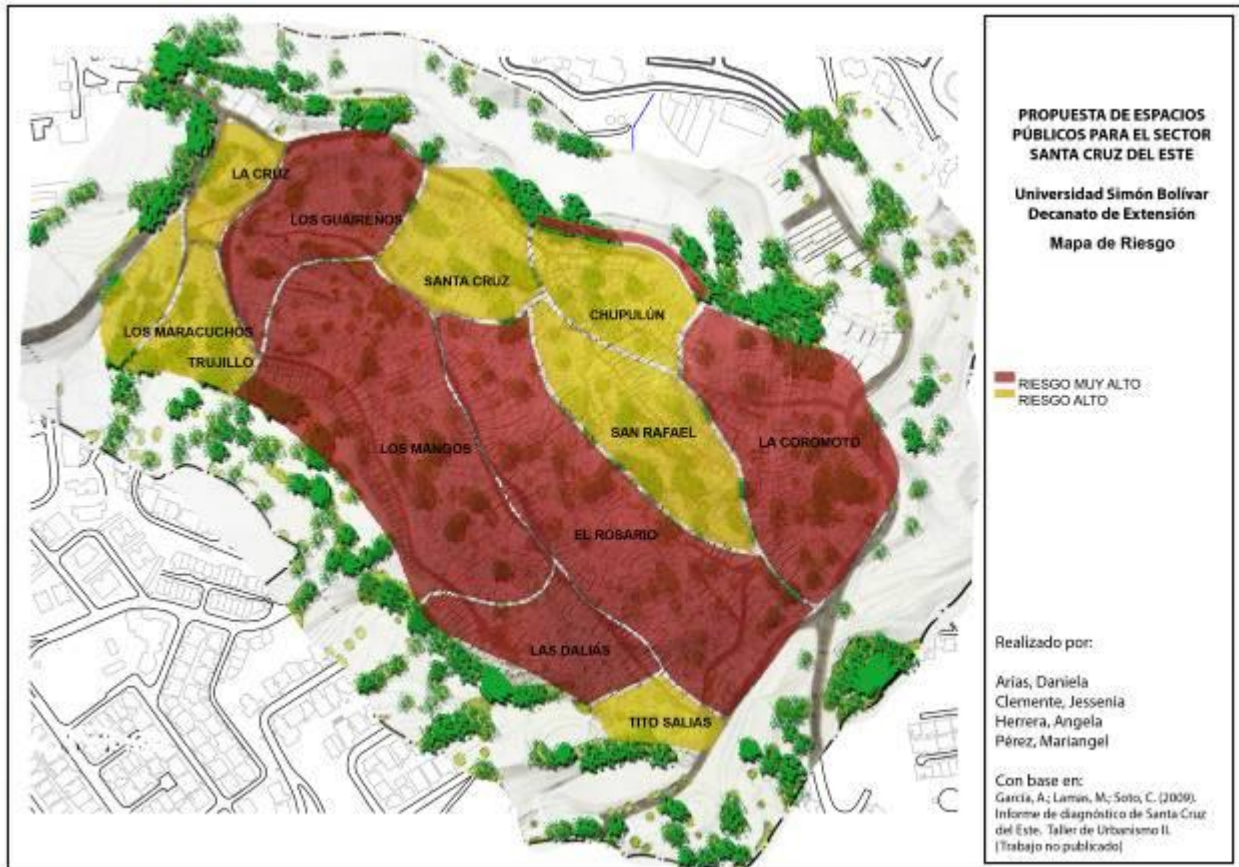 PROPUESTA DE ESPACIOS
PÚBLICOS PARA EL SECTOR
SANTA CRUZ DEL ESTE
Universidad Simón Bolívar
Decanato de Extensión
Mapa de Riesgo
LA CRUZ
LOS GUAIREÑOS
SANTA CRUZ
CHUPULÚN
LOS MARACUCHOS
TRUJILLO
SAN RAFAEL
LA COROMOTO
LOS MANGOS
EL ROSARIO
LAS DALIAS
TITO SALIAS
RIESGO MUY ALTO
RIESGO ALTO
Realizado por:
Arias, Daniela
Clemente, Jessenia
Herrera, Angela
Pérez, Mariangel
Con base en:
García, A.; Lamas, M.; Soto, C. (2009).
Informe de diagnóstico de Santa Cruz
del Este. Taller de Urbanismo II.
[Trabajo no publicado]